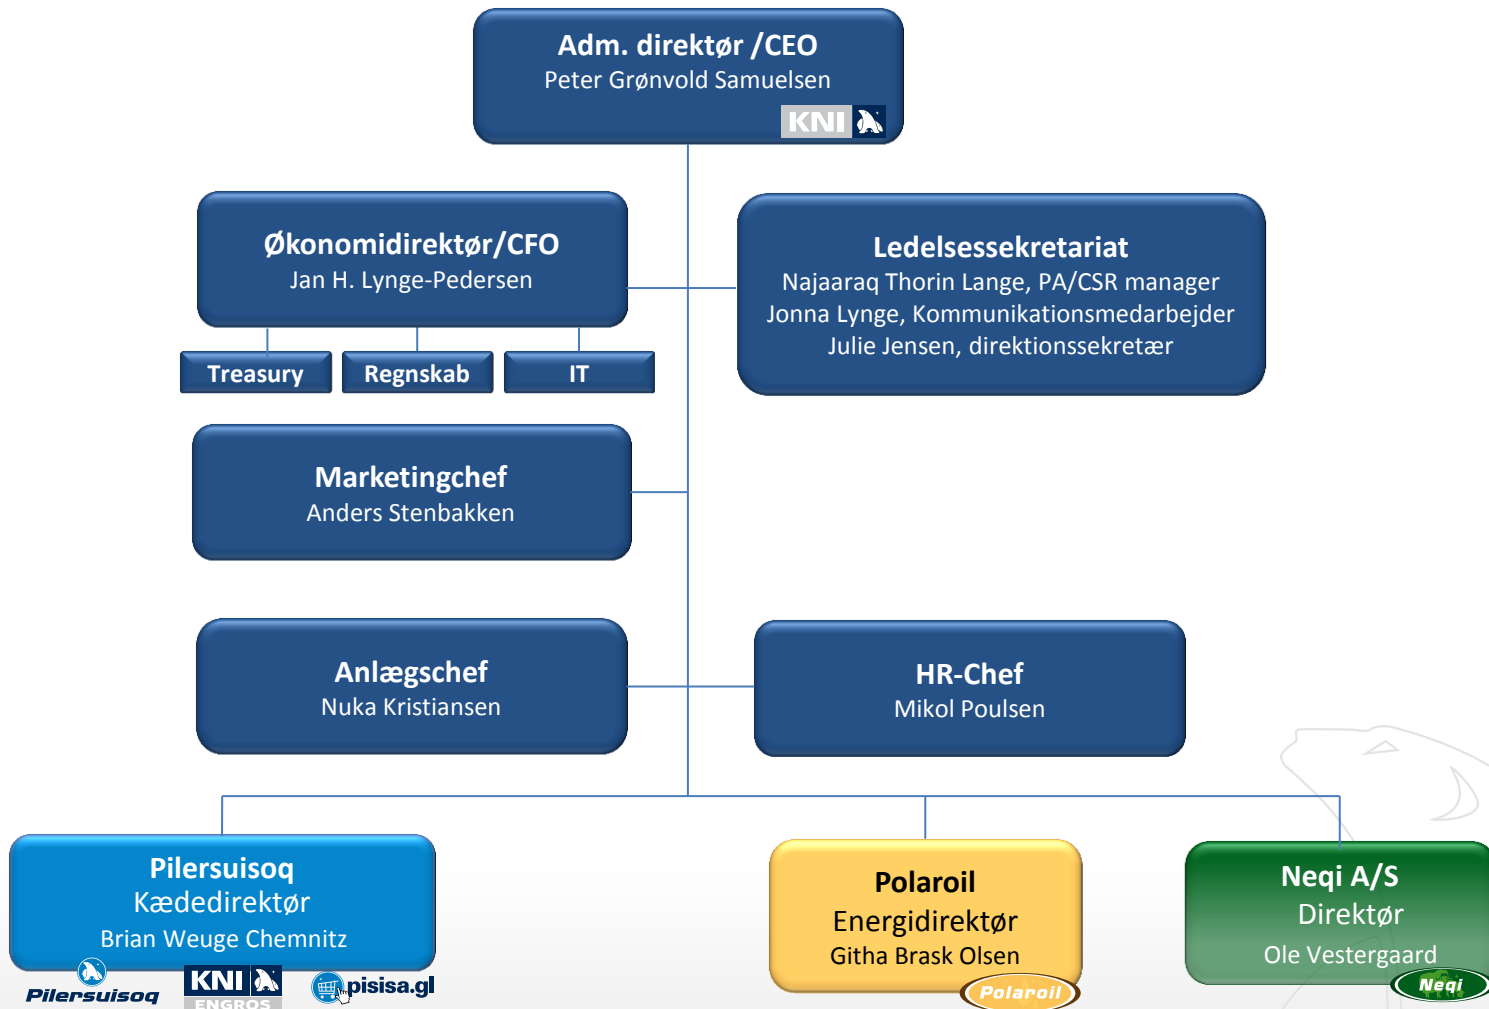 Adm. direktør /CEO
Peter Grønvold Samuelsen
KNI
Økonomidirektør/CFO
Jan H. Lynge-Pedersen
Treasury
Regnskab
IT
Ledelsessekretariat
Najaaraq Thorin Lange, PA/CSR manager
Jonna Lynge, Kommunikationsmedarbejder
Julie Jensen, direktionssekretær
Marketingchef
Anders Stenbakken
Anlægschef
Nuka Kristiansen
HR-Chef
Mikol Poulsen
Pilersuisoq
Kædedirektør
Brian Weuge Chemnitz
Pilersuisoq
KNI
ENGROS
pisisa.gl
Polaroil
Energidirektør
Githa Brask Olsen
Polaroil
Neqi A/S
Direktør
Ole Vestergaard
Neqi